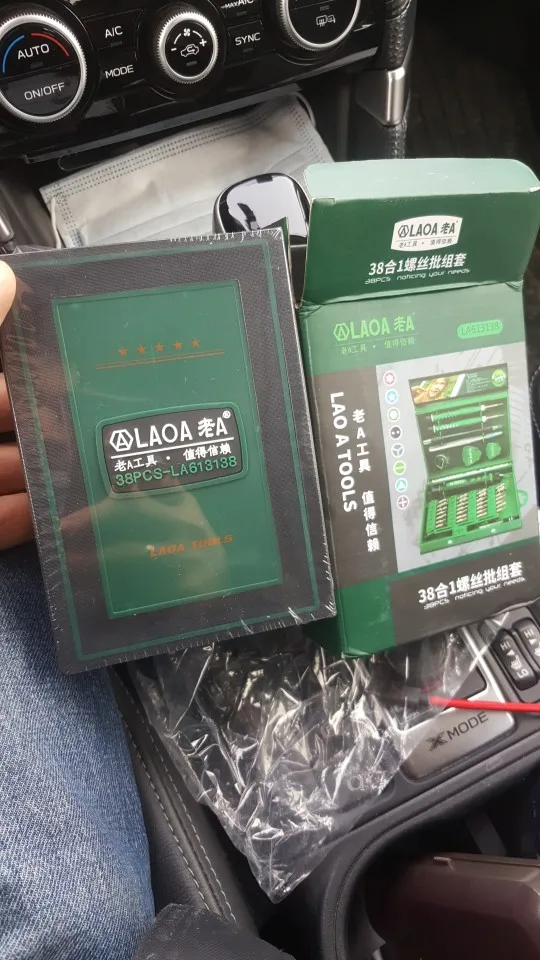 AUTO
ON/OFF
A/C
MODE
MAX A/C
SYNC
LAOA 老A
老A工具 · 值得信赖
38合1螺丝批组套
38PCS noticing your needs
LAOA 老A
老A工具 · 值得信赖
LA613138
老A工具 值得信赖
LAO A TOOLS
38合1螺丝批组套
38PCS noticing your needs
LAOA 老A®
老A工具 · 值得信赖
38PCS-LA613138
LAOA TOOLS
X MODE